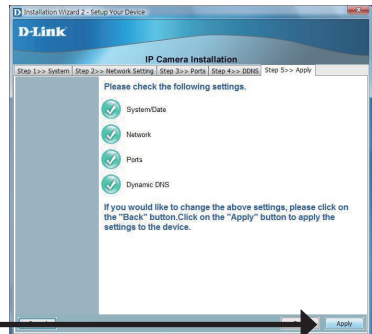 Installation Wizard 2 - Setup Your Device
D-Link
IP Camera Installation
Step 1>> System Step 2>> Network Setting Step 3>> Ports Step 4>> DDNS Step 5>> Apply
Please check the following settings.
System/Date
Network
Ports
Dynamic DNS
If you would like to change the above settings, please click on
the "Back" button.Click on the "Apply" button to apply the
settings to the device.
Apply